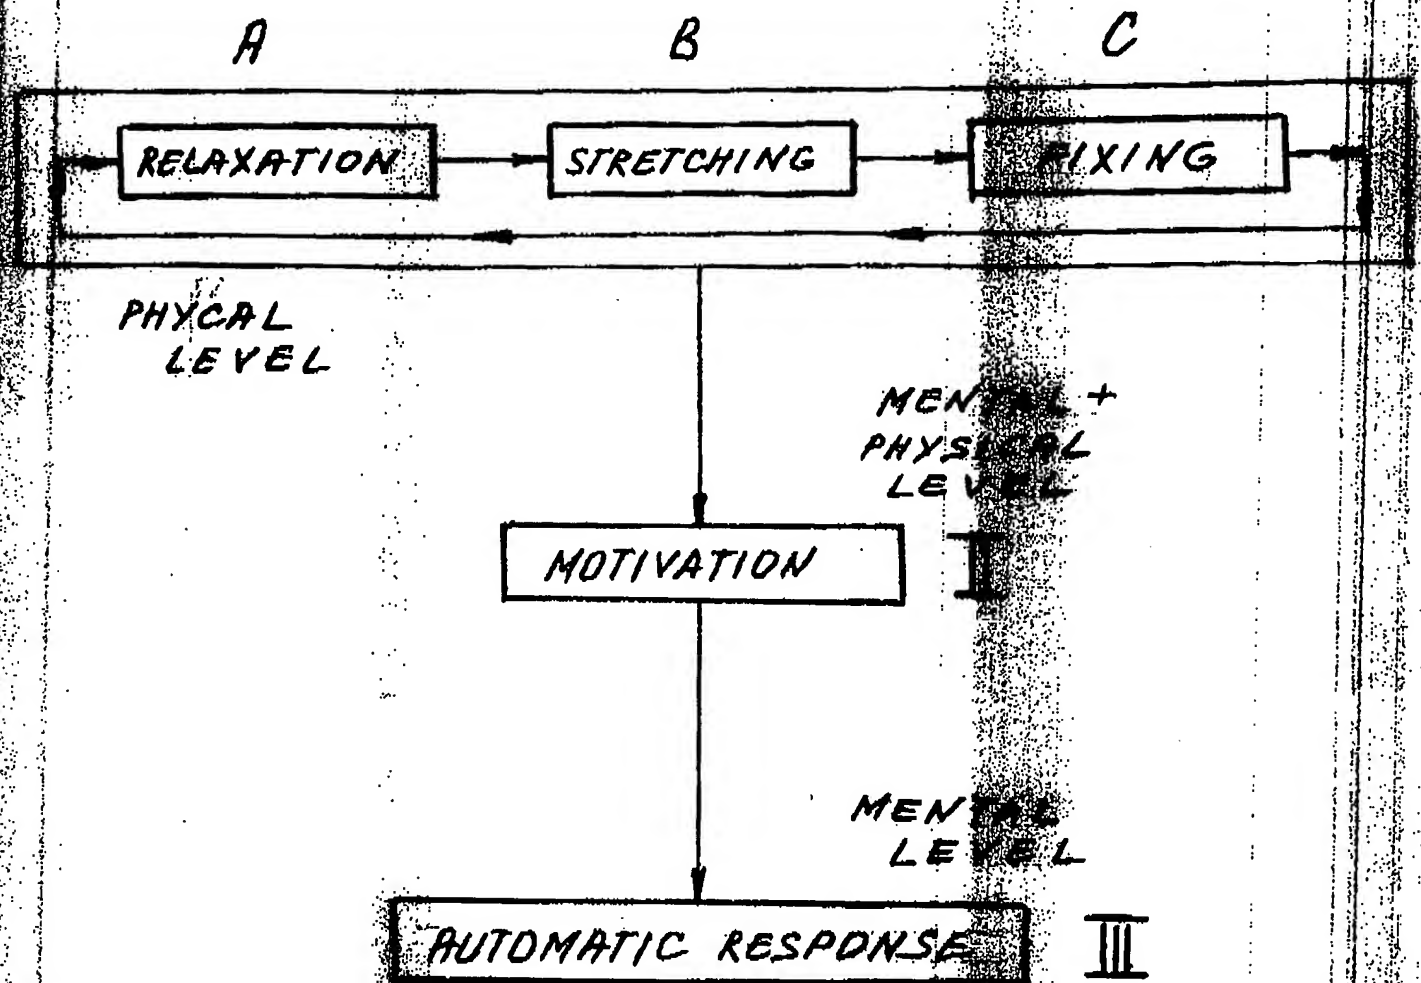 A B C
RELAXATION STRETCHING FIXING
PHYCAL
LEVEL
MENTAL +
PHYSICAL
LEVEL
MOTIVATION II
MENTAL
LEVEL
AUTOMATIC RESPONSE III